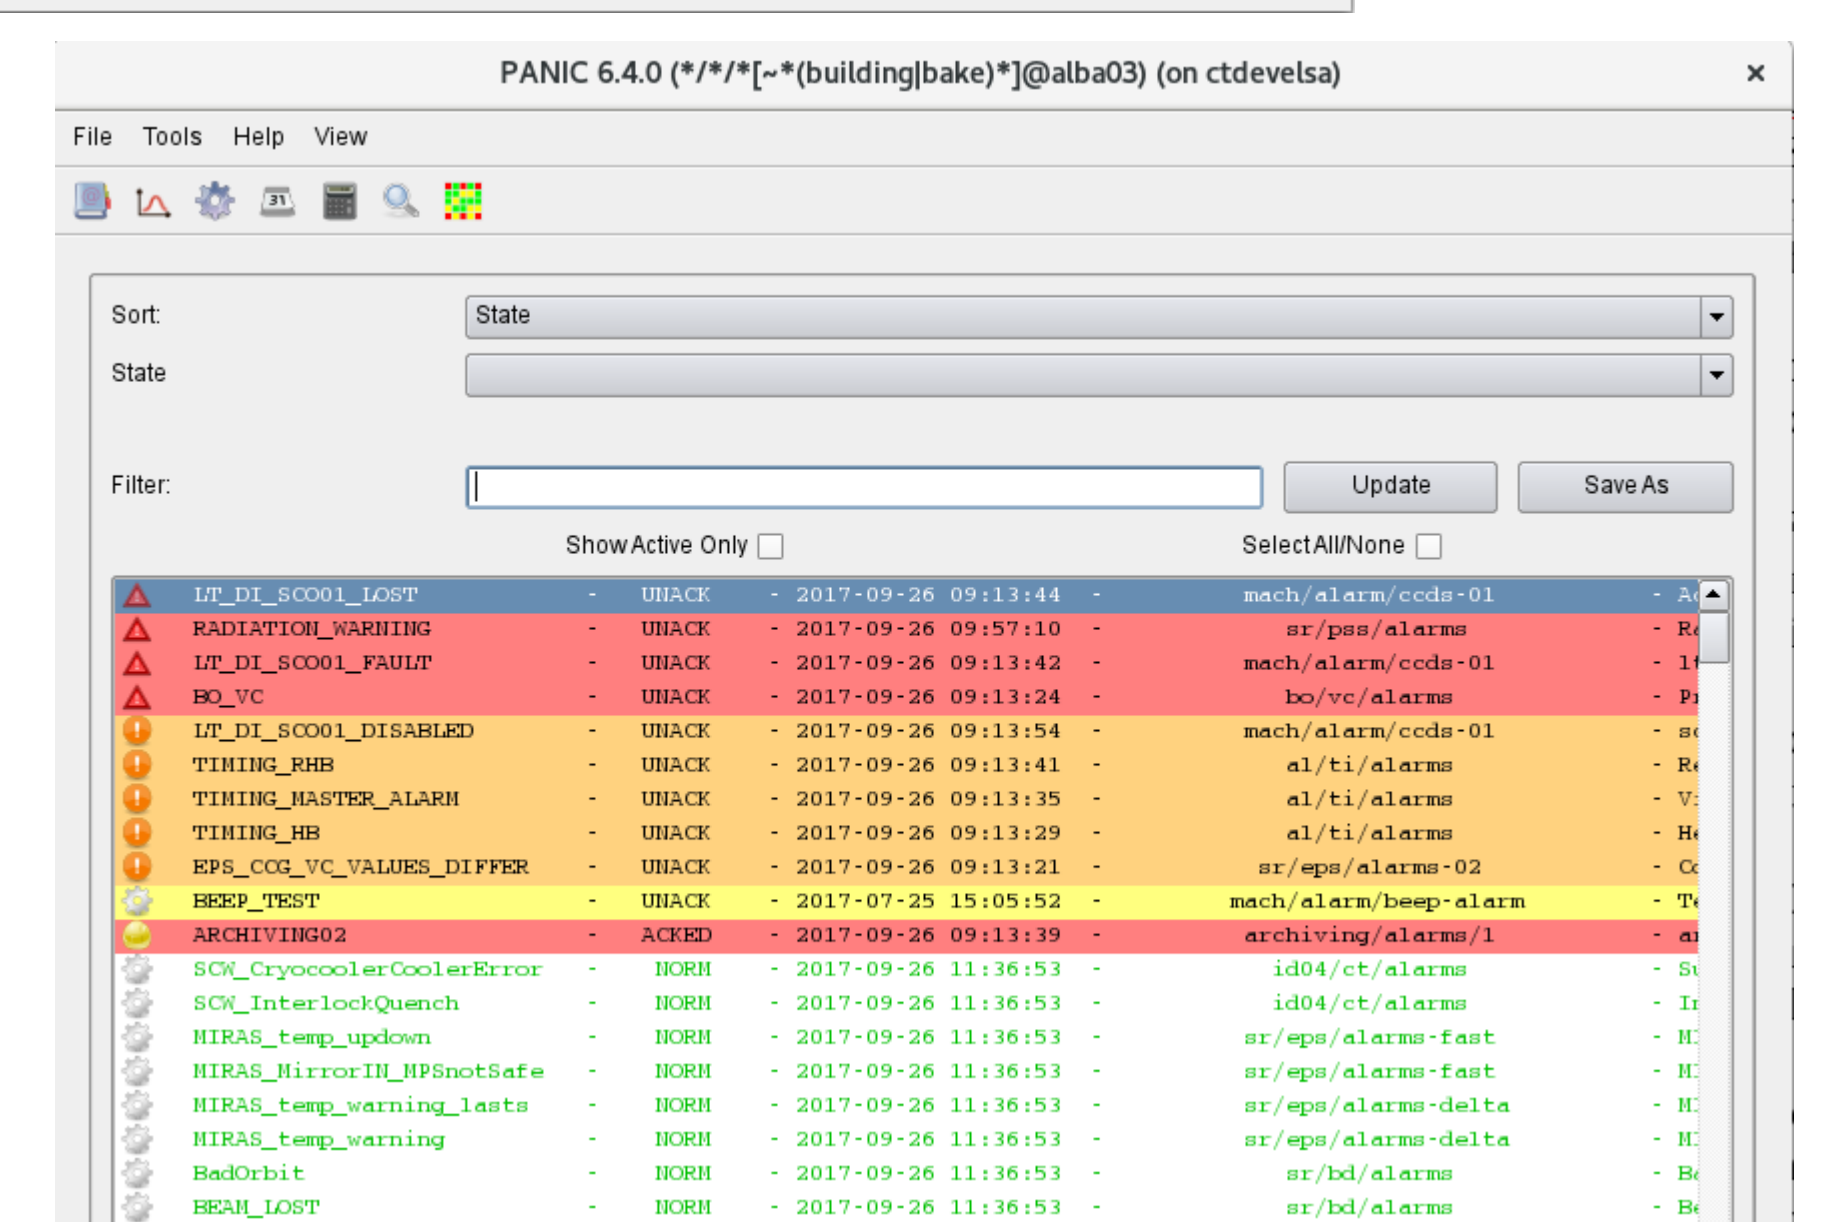 PANIC 6.4.0 (*/*/*[~*(building|bake)*]@alba03) (on ctdevelsa)
File Tools Help View
31
Sort: State
State
Filter: Update Save As
Show Active Only Select All/None
LT_DI_SCO01_LOST - UNACK - 2017-09-26 09:13:44 - mach/alarm/ccds-01 -
RADIATION_WARNING - UNACK - 2017-09-26 09:57:10 - sr/pss/alarms -
LT_DI_SCO01_FAULT - UNACK - 2017-09-26 09:13:42 - mach/alarm/ccds-01 -
BO_VC - UNACK - 2017-09-26 09:13:24 - bo/vc/alarms -
LT_DI_SCO01_DISABLED - UNACK - 2017-09-26 09:13:54 - mach/alarm/ccds-01 -
TIMING_RHB - UNACK - 2017-09-26 09:13:41 - al/ti/alarms -
TIMING_MASTER_ALARM - UNACK - 2017-09-26 09:13:35 - al/ti/alarms -
TIMING_HB - UNACK - 2017-09-26 09:13:29 - al/ti/alarms -
EPS_CCG_VC_VALUES_DIFFER - UNACK - 2017-09-26 09:13:21 - sr/eps/alarms-02 -
BEEP_TEST - UNACK - 2017-07-25 15:05:52 - mach/alarm/beep-alarm -
ARCHIVING02 - ACKED - 2017-09-26 09:13:39 - archiving/alarms/1 -
SCW_CryocoolerCoolerError - NORM - 2017-09-26 11:36:53 - id04/ct/alarms -
SCW_InterlockQuench - NORM - 2017-09-26 11:36:53 - id04/ct/alarms -
MIRAS_temp_updown - NORM - 2017-09-26 11:36:53 - sr/eps/alarms-fast -
MIRAS_MirrorIN_MPSnotSafe - NORM - 2017-09-26 11:36:53 - sr/eps/alarms-fast -
MIRAS_temp_warning_lasts - NORM - 2017-09-26 11:36:53 - sr/eps/alarms-delta -
MIRAS_temp_warning - NORM - 2017-09-26 11:36:53 - sr/eps/alarms-delta -
BadOrbit - NORM - 2017-09-26 11:36:53 - sr/bd/alarms -
BEAM_LOST - NORM - 2017-09-26 11:36:53 - sr/bd/alarms -